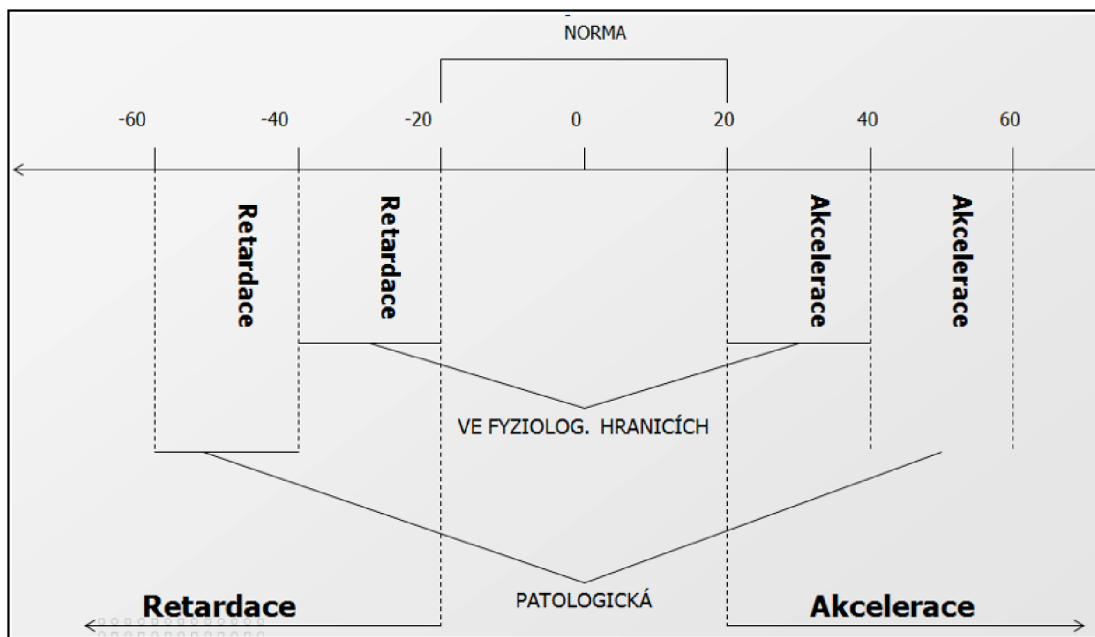 NORMA
-60 -40 -20 0 20 40 60
Retardace
Retardace
Akcelerace
Akcelerace
VE FYZIOLOG. HRANICÍCH
PATOLOGICKÁ
Retardace
Akcelerace